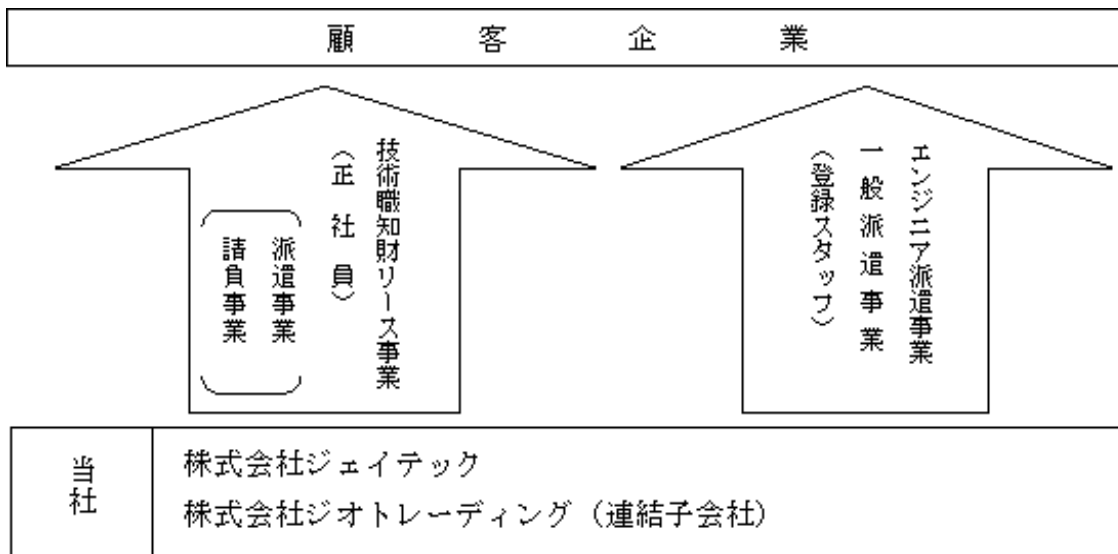 顧客企業
技術職知財リース事業
（正社員）
派遣事業
請負事業
エンジニア派遣事業
一般派遣事業
（登録スタッフ）
当社
株式会社ジェイテック
株式会社ジオトレーディング（連結子会社）